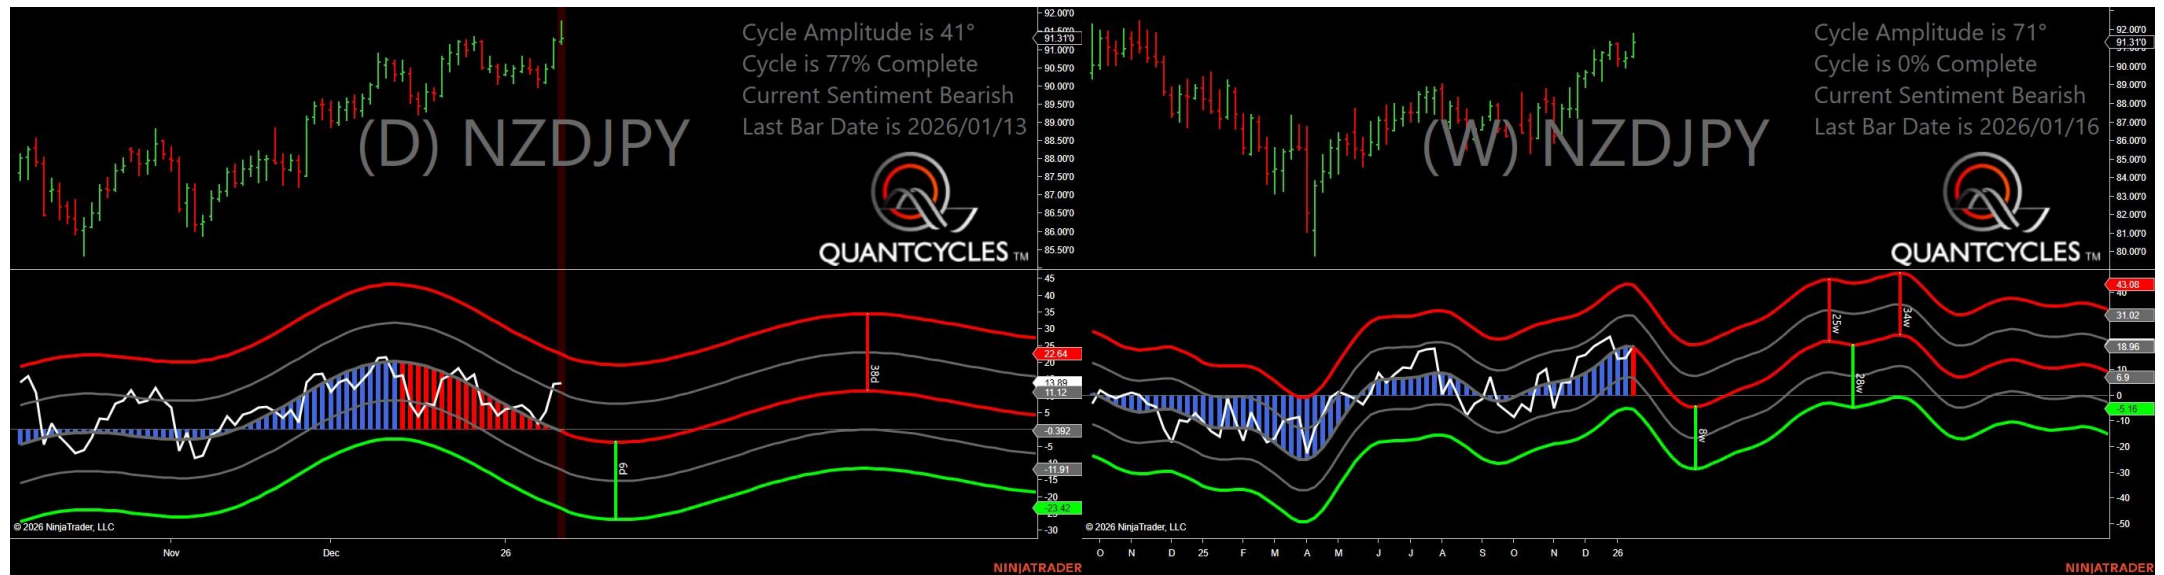 92.00'0
91.31'0
91.00'0
90.50'0
90.00'0
89.50'0
89.00'0
88.50'0
88.00'0
87.50'0
87.00'0
86.50'0
86.00'0
85.50'0
Cycle Amplitude is 41°
Cycle is 77% Complete
Current Sentiment Bearish
Last Bar Date is 2026/01/13
(D) NZDJPY
QUANTCYCLES TM
45
40
35
30
22.64
13.89
11.12
5
-0.392
-5
-11.91
-15
-20
-23.42
-30
38d
6d
© 2026 NinjaTrader, LLC
Nov
Dec
26
NINJATRADER
92.00'0
91.31'0
90.00'0
88.00'0
87.00'0
86.00'0
85.00'0
84.00'0
83.00'0
82.00'0
81.00'0
80.00'0
Cycle Amplitude is 71°
Cycle is 0% Complete
Current Sentiment Bearish
Last Bar Date is 2026/01/16
(W) NZDJPY
QUANTCYCLES TM
43.08
40
31.02
18.96
10
6.9
0
-5.16
-10
-20
-30
-40
-50
25w
34w
28w
8w
© 2026 NinjaTrader, LLC
O N D 25 F M A M J J A S O N D 26
NINJATRADER